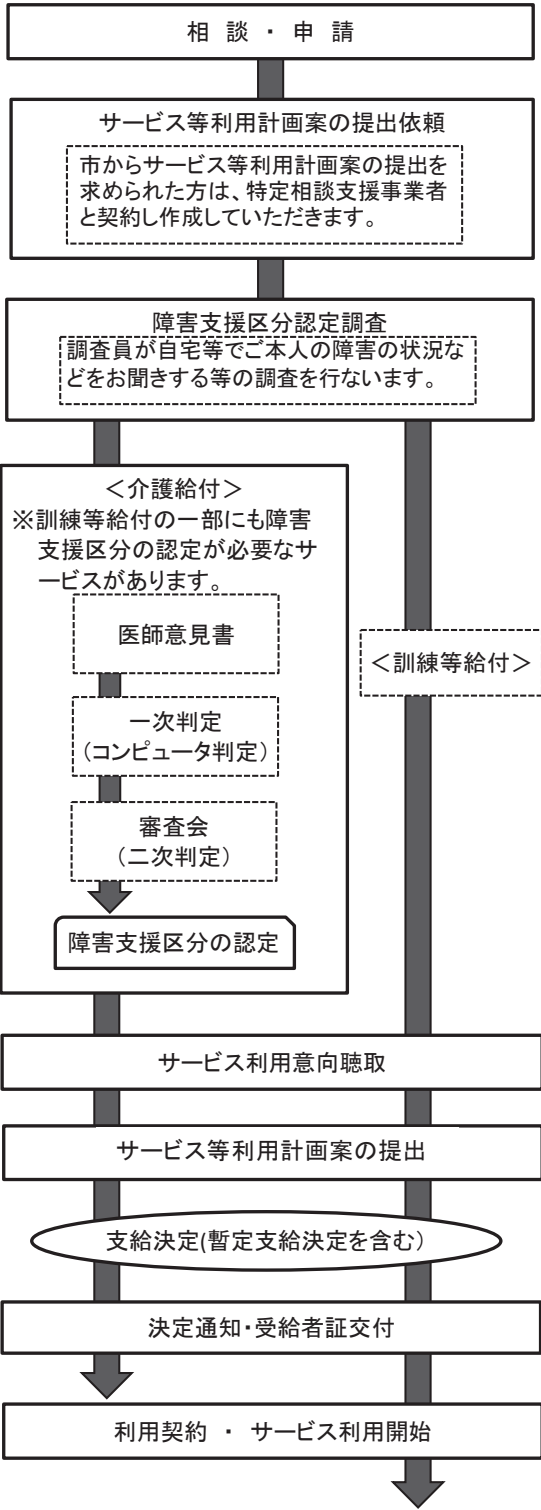 相 談 ・ 申 請
サービス等利用計画案の提出依頼
市からサービス等利用計画案の提出を
求められた方は、特定相談支援事業者
と契約し作成していただきます。
障害支援区分認定調査
調査員が自宅等でご本人の障害の状況な
どをお聞きする等の調査を行ないます。
＜介護給付＞
※訓練等給付の一部にも障害
支援区分の認定が必要なサ
ービスがあります。
医師意見書
＜訓練等給付＞
一次判定
（コンピュータ判定）
審査会
（二次判定）
障害支援区分の認定
サービス利用意向聴取
サービス等利用計画案の提出
支給決定(暫定支給決定を含む）
決定通知・受給者証交付
利用契約 ・ サービス利用開始